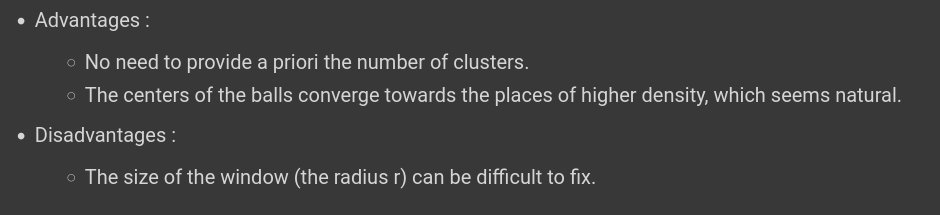 • Advantages :
○ No need to provide a priori the number of clusters.
○ The centers of the balls converge towards the places of higher density, which seems natural.
• Disadvantages :
○ The size of the window (the radius r) can be difficult to fix.